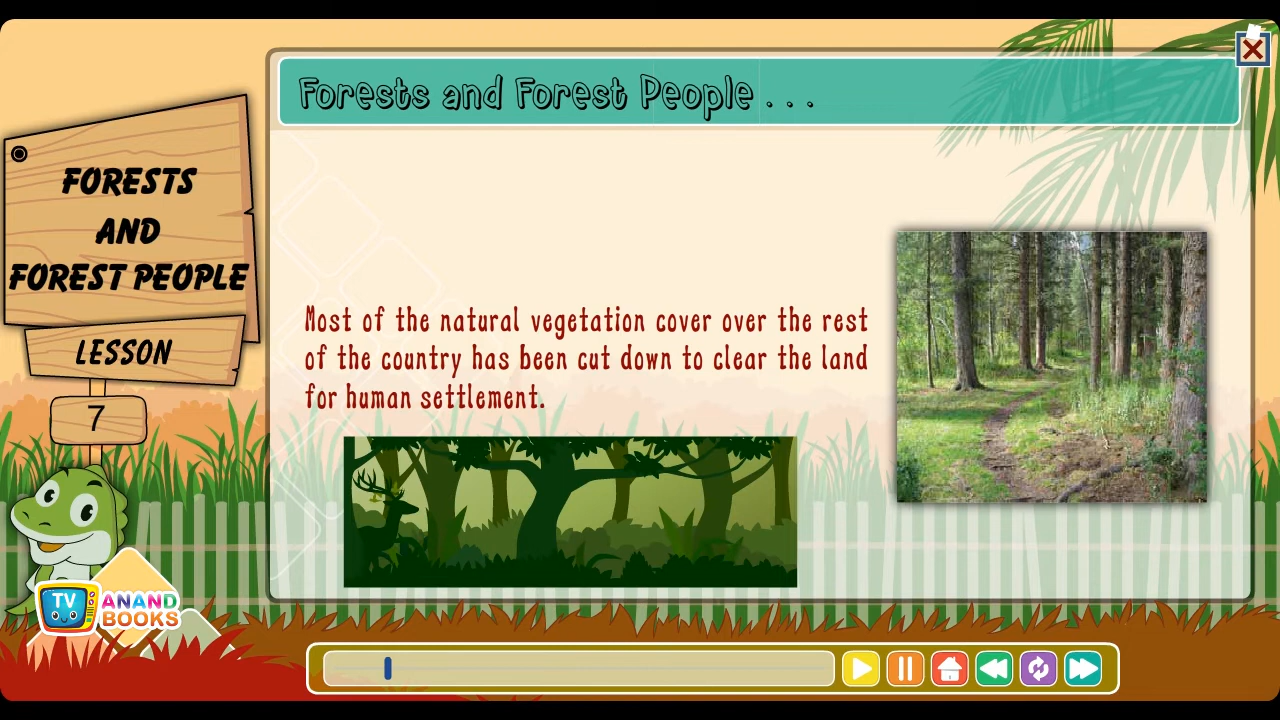 Forests and Forest People . . .
FORESTS
AND
FOREST PEOPLE
LESSON
7
Most of the natural vegetation cover over the rest
of the country has been cut down to clear the land
for human settlement.
TV
ANAND
BOOKS